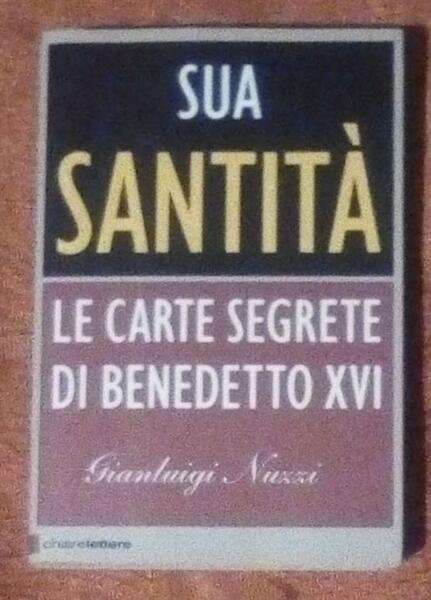 SUA
SANTITÀ
LE CARTE SEGRETE
DI BENEDETTO XVI
Gianluigi Nuzzi
chiarelettere